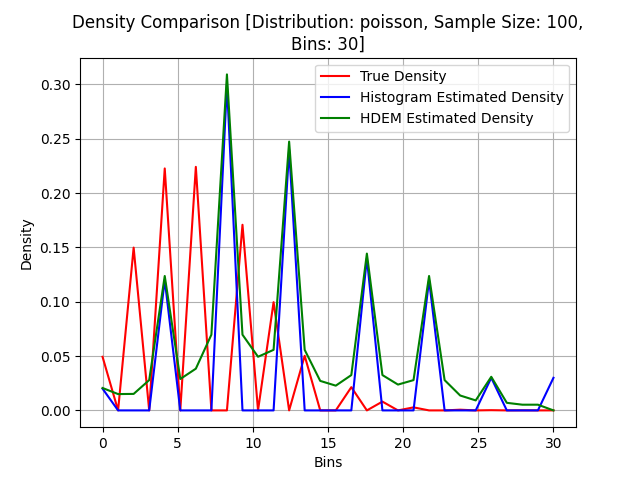 Density Comparison [Distribution: poisson, Sample Size: 100,
Bins: 30]
True Density
Histogram Estimated Density
HDEM Estimated Density
Density
0.30
0.25
0.20
0.15
0.10
0.05
0.00
0 5 10 15 20 25 30
Bins